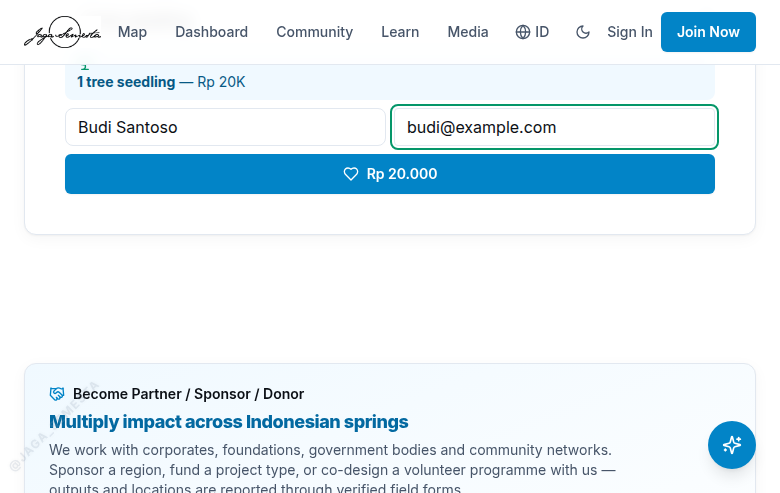 Jaga Semesta
Map
Dashboard
Community
Learn
Media
ID
Sign In
Join Now
1 tree seedling — Rp 20K
Budi Santoso
budi@example.com
Rp 20.000
Become Partner / Sponsor / Donor
Multiply impact across Indonesian springs
We work with corporates, foundations, government bodies and community networks.
Sponsor a region, fund a project type, or co-design a volunteer programme with us —
outputs and locations are reported through verified field forms.
@JAGA_SEMESTA